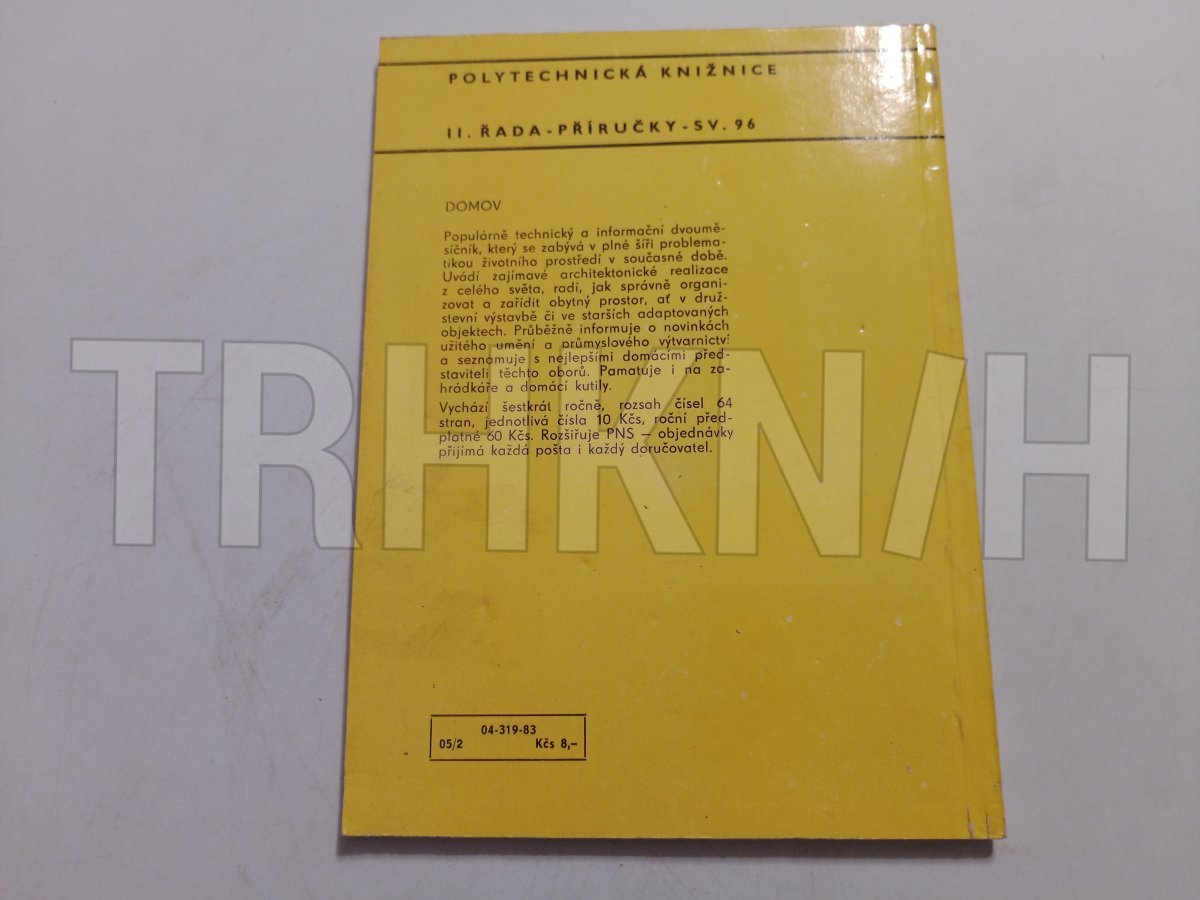 POLYTECHNICKÁ KNIŽNICE
II. ŘADA-PŘÍRUČKY-SV. 96
DOMOV
Populárně technický a informační dvoumě-
síčník, který se zabývá v plné šíři problema-
tikou životního prostředí v současné době.
Uvádí zajímavé architektonické realizace
z celého světa, radí, jak správně organi-
zovat a zařídit obytný prostor, ať v druž-
stevní výstavbě či ve starších adaptovaných
objektech. Průběžně informuje o novinkách
užitého umění a průmyslového výtvarnictví
a seznamuje s nejlepšími domácími před-
staviteli těchto oborů. Pamatuje i na za-
hrádkáře a domácí kutily.
Vychází šestkrát ročně, rozsah čísel 64
stran, jednotlivá čísla 10 Kčs, roční před-
platné 60 Kčs. Rozšiřuje PNS – objednávky
přijímá každá pošta i každý doručovatel.
TRHKN/H
04-319-83
05/2 Kčs 8,–